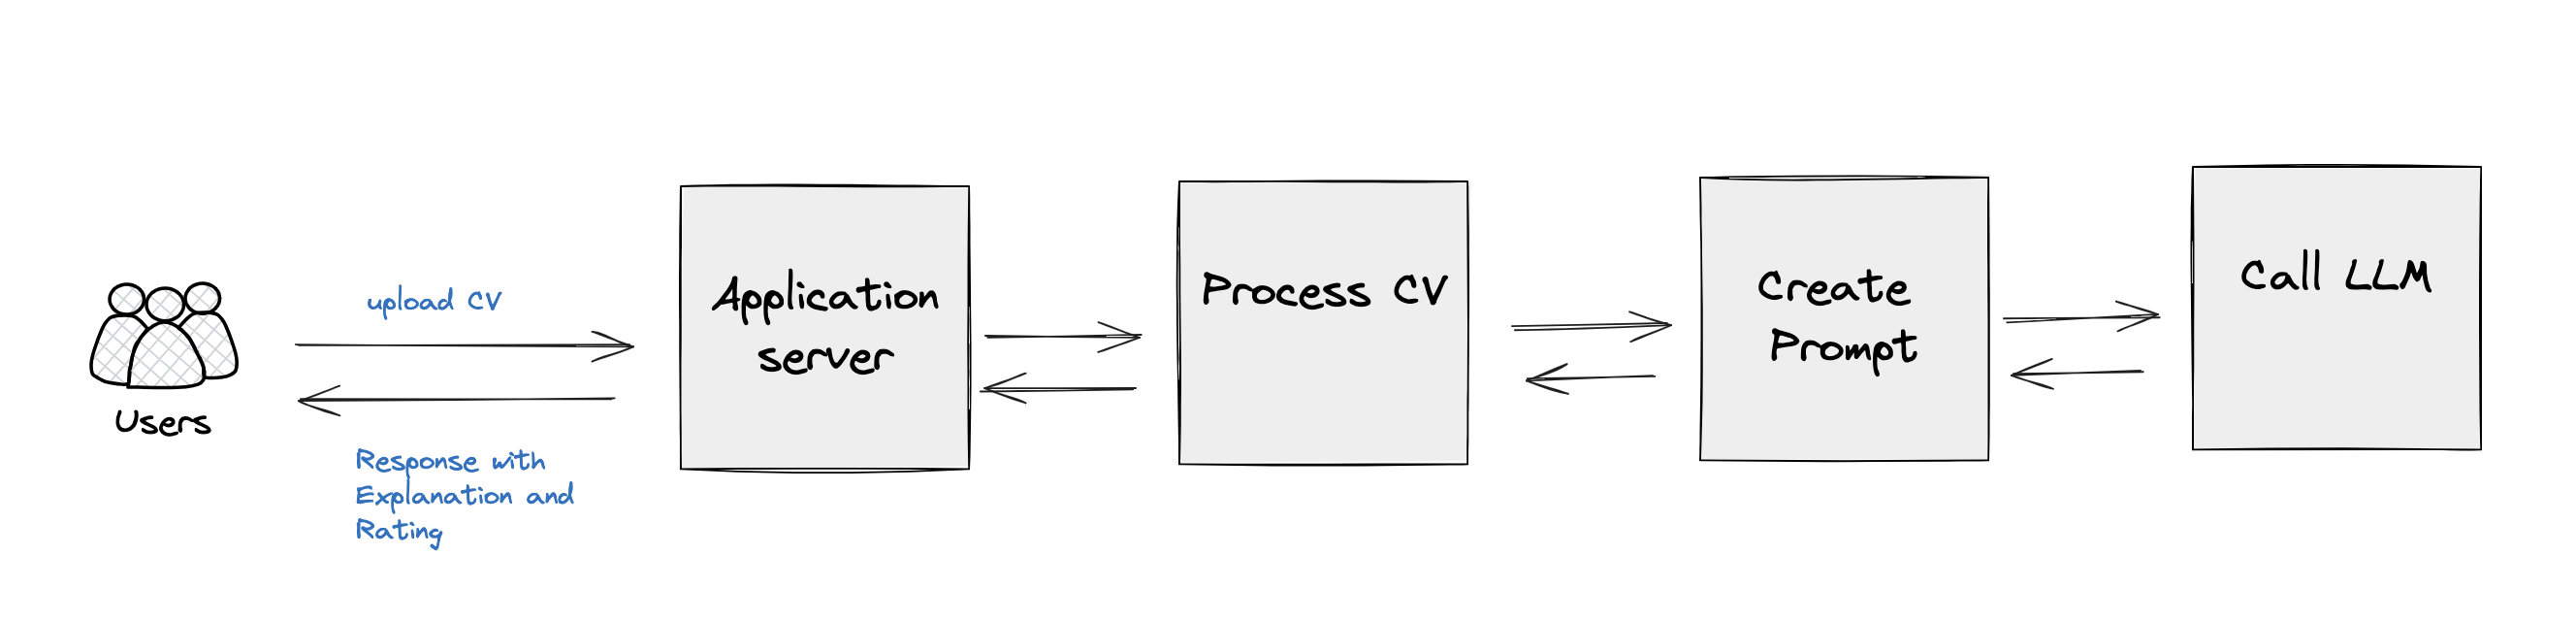 upload CV
Users
Response with
Explanation and
Rating
Application
server
Process CV
Create
Prompt
Call LLM